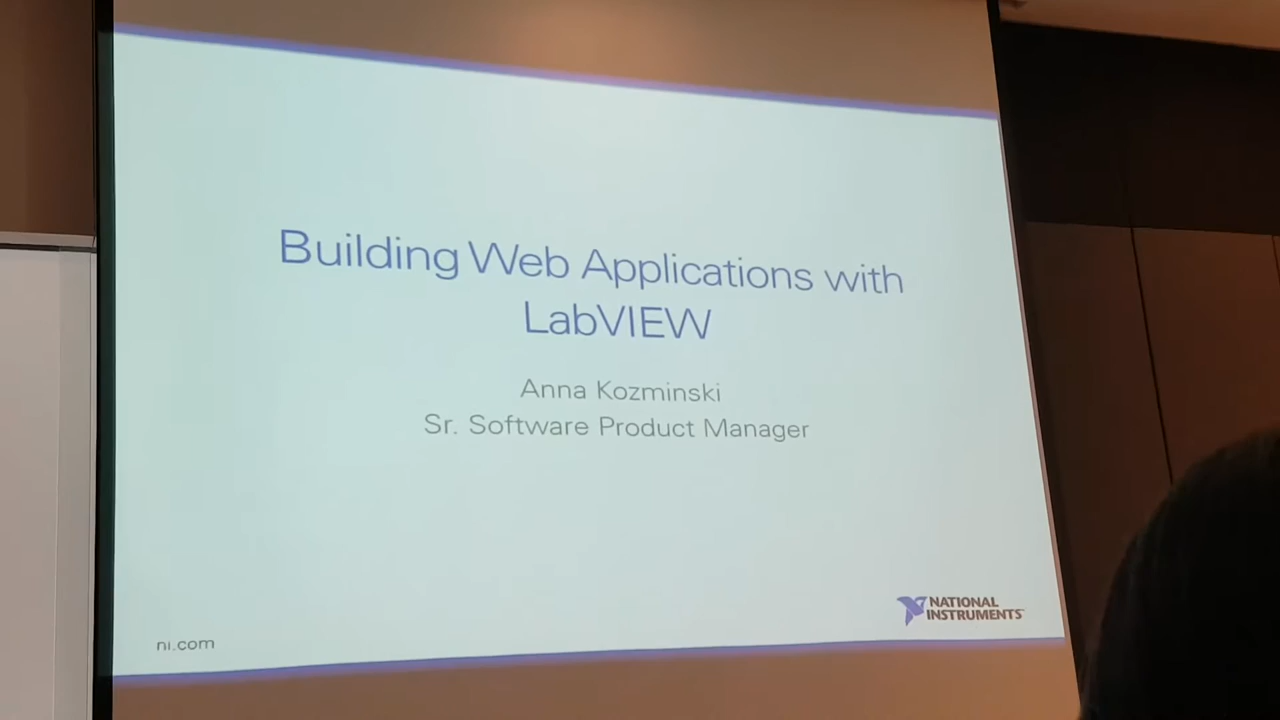 Building Web Applications with
LabVIEW
Anna Kozminski
Sr. Software Product Manager
NATIONAL
INSTRUMENTS
ni.com